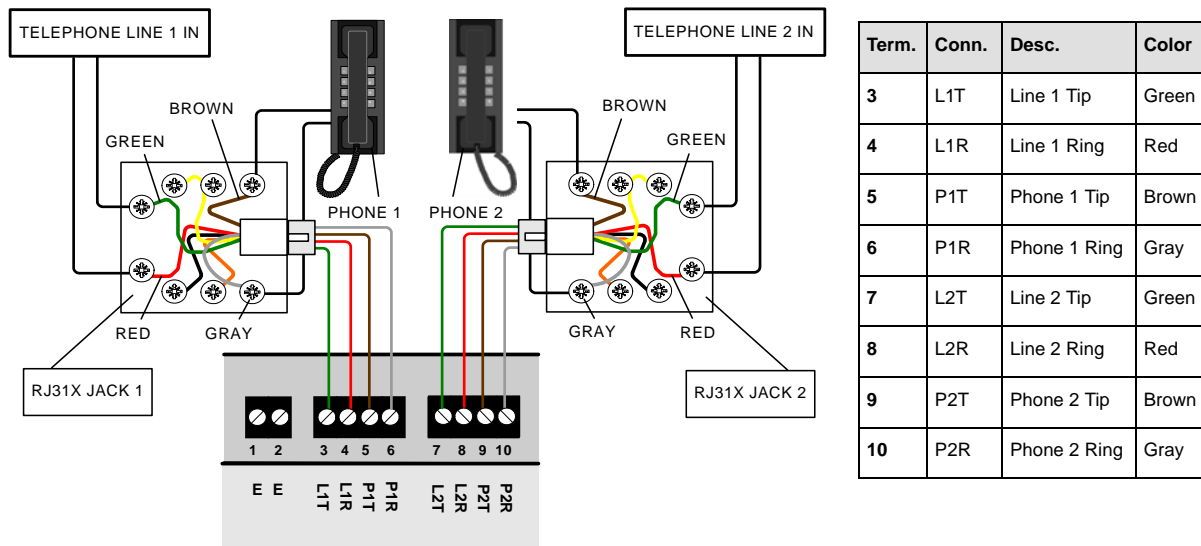 TELEPHONE LINE 1 IN
TELEPHONE LINE 2 IN
BROWN
BROWN
GREEN
GREEN
PHONE 1
PHONE 2
RED
GRAY
GRAY
RED
RJ31X JACK 1
RJ31X JACK 2
1 2 3 4 5 6 7 8 9 10
E E L1T L1R P1T P1R L2T L2R P2T P2R
Term. Conn. Desc. Color
3 L1T Line 1 Tip Green
4 L1R Line 1 Ring Red
5 P1T Phone 1 Tip Brown
6 P1R Phone 1 Ring Gray
7 L2T Line 2 Tip Green
8 L2R Line 2 Ring Red
9 P2T Phone 2 Tip Brown
10 P2R Phone 2 Ring Gray